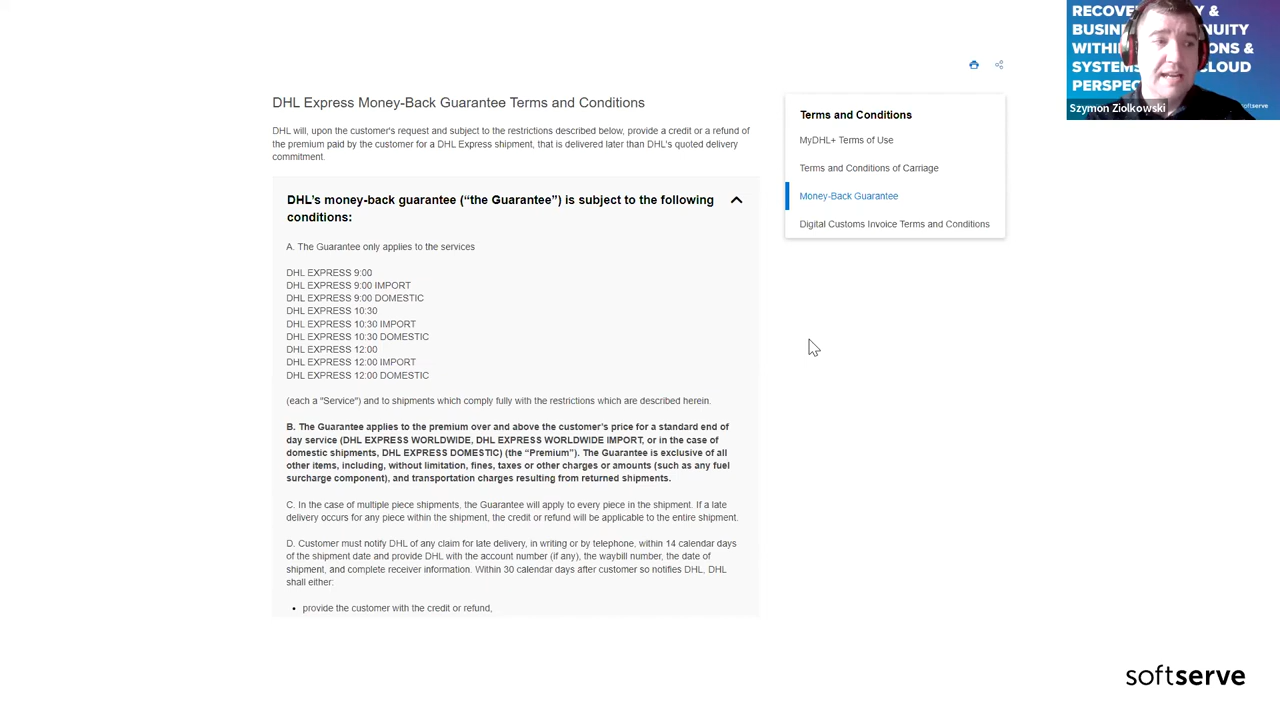 DHL Express Money-Back Guarantee Terms and Conditions
DHL will, upon the customer's request and subject to the restrictions described below, provide a credit or a refund of
the premium paid by the customer for a DHL Express shipment, that is delivered later than DHL's quoted delivery
commitment.
DHL's money-back guarantee (“the Guarantee”) is subject to the following
conditions:
A. The Guarantee only applies to the services
DHL EXPRESS 9:00
DHL EXPRESS 9:00 IMPORT
DHL EXPRESS 9:00 DOMESTIC
DHL EXPRESS 10:30
DHL EXPRESS 10:30 IMPORT
DHL EXPRESS 10:30 DOMESTIC
DHL EXPRESS 12:00
DHL EXPRESS 12:00 IMPORT
DHL EXPRESS 12:00 DOMESTIC
(each a "Service") and to shipments which comply fully with the restrictions which are described herein.
B. The Guarantee applies to the premium over and above the customer's price for a standard end of
day service (DHL EXPRESS WORLDWIDE, DHL EXPRESS WORLDWIDE IMPORT, or in the case of
domestic shipments, DHL EXPRESS DOMESTIC) (the “Premium”). The Guarantee is exclusive of all
other items, including, without limitation, fines, taxes or other charges or amounts (such as any fuel
surcharge component), and transportation charges resulting from returned shipments.
C. In the case of multiple piece shipments, the Guarantee will apply to every piece in the shipment. If a late
delivery occurs for any piece within the shipment, the credit or refund will be applicable to the entire shipment.
D. Customer must notify DHL of any claim for late delivery, in writing or by telephone, within 14 calendar days
of the shipment date and provide DHL with the account number (if any), the waybill number, the date of
shipment, and complete receiver information. Within 30 calendar days after customer so notifies DHL, DHL
shall either:
• provide the customer with the credit or refund,
Terms and Conditions
MyDHL+ Terms of Use
Terms and Conditions of Carriage
Money-Back Guarantee
Digital Customs Invoice Terms and Conditions
Szymon Ziolkowski
softserve
softserve